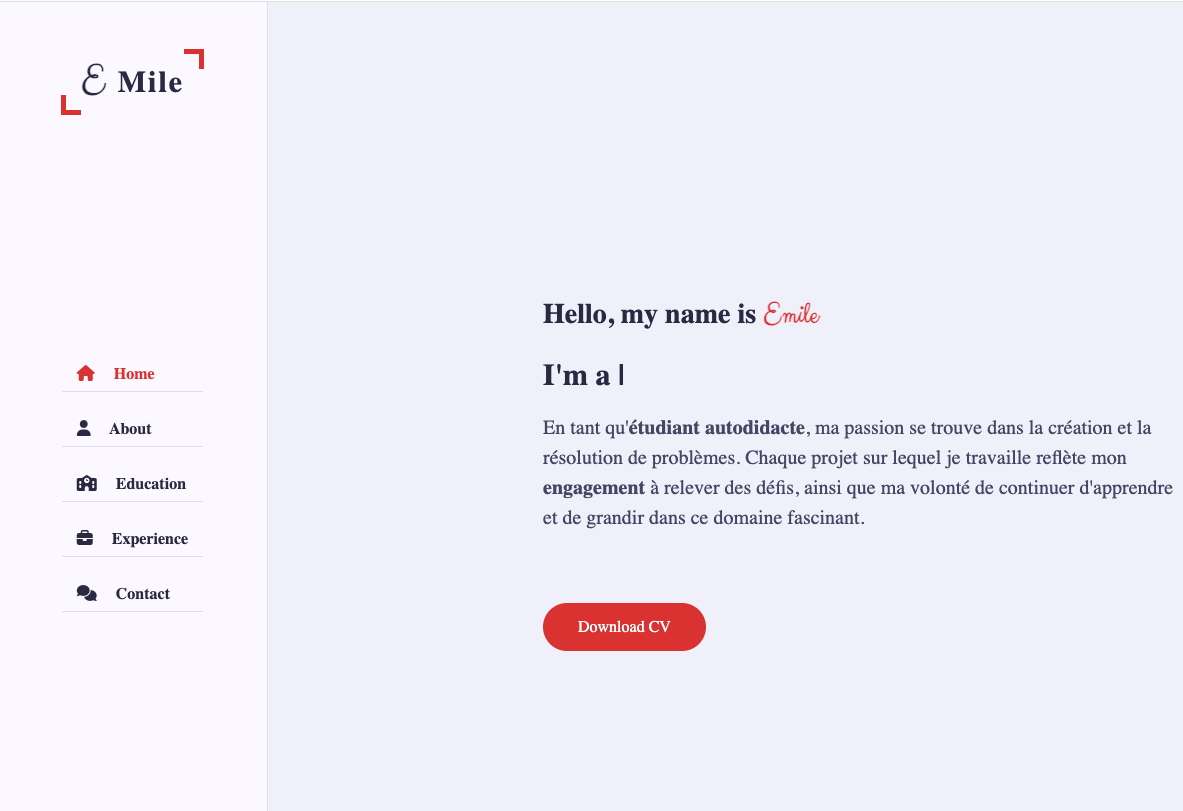 E Mile
Home
About
Education
Experience
Contact
Hello, my name is Emile
I'm a
En tant qu'étudiant autodidacte, ma passion se trouve dans la création et la
résolution de problèmes. Chaque projet sur lequel je travaille reflète mon
engagement à relever des défis, ainsi que ma volonté de continuer d'apprendre
et de grandir dans ce domaine fascinant.
Download CV